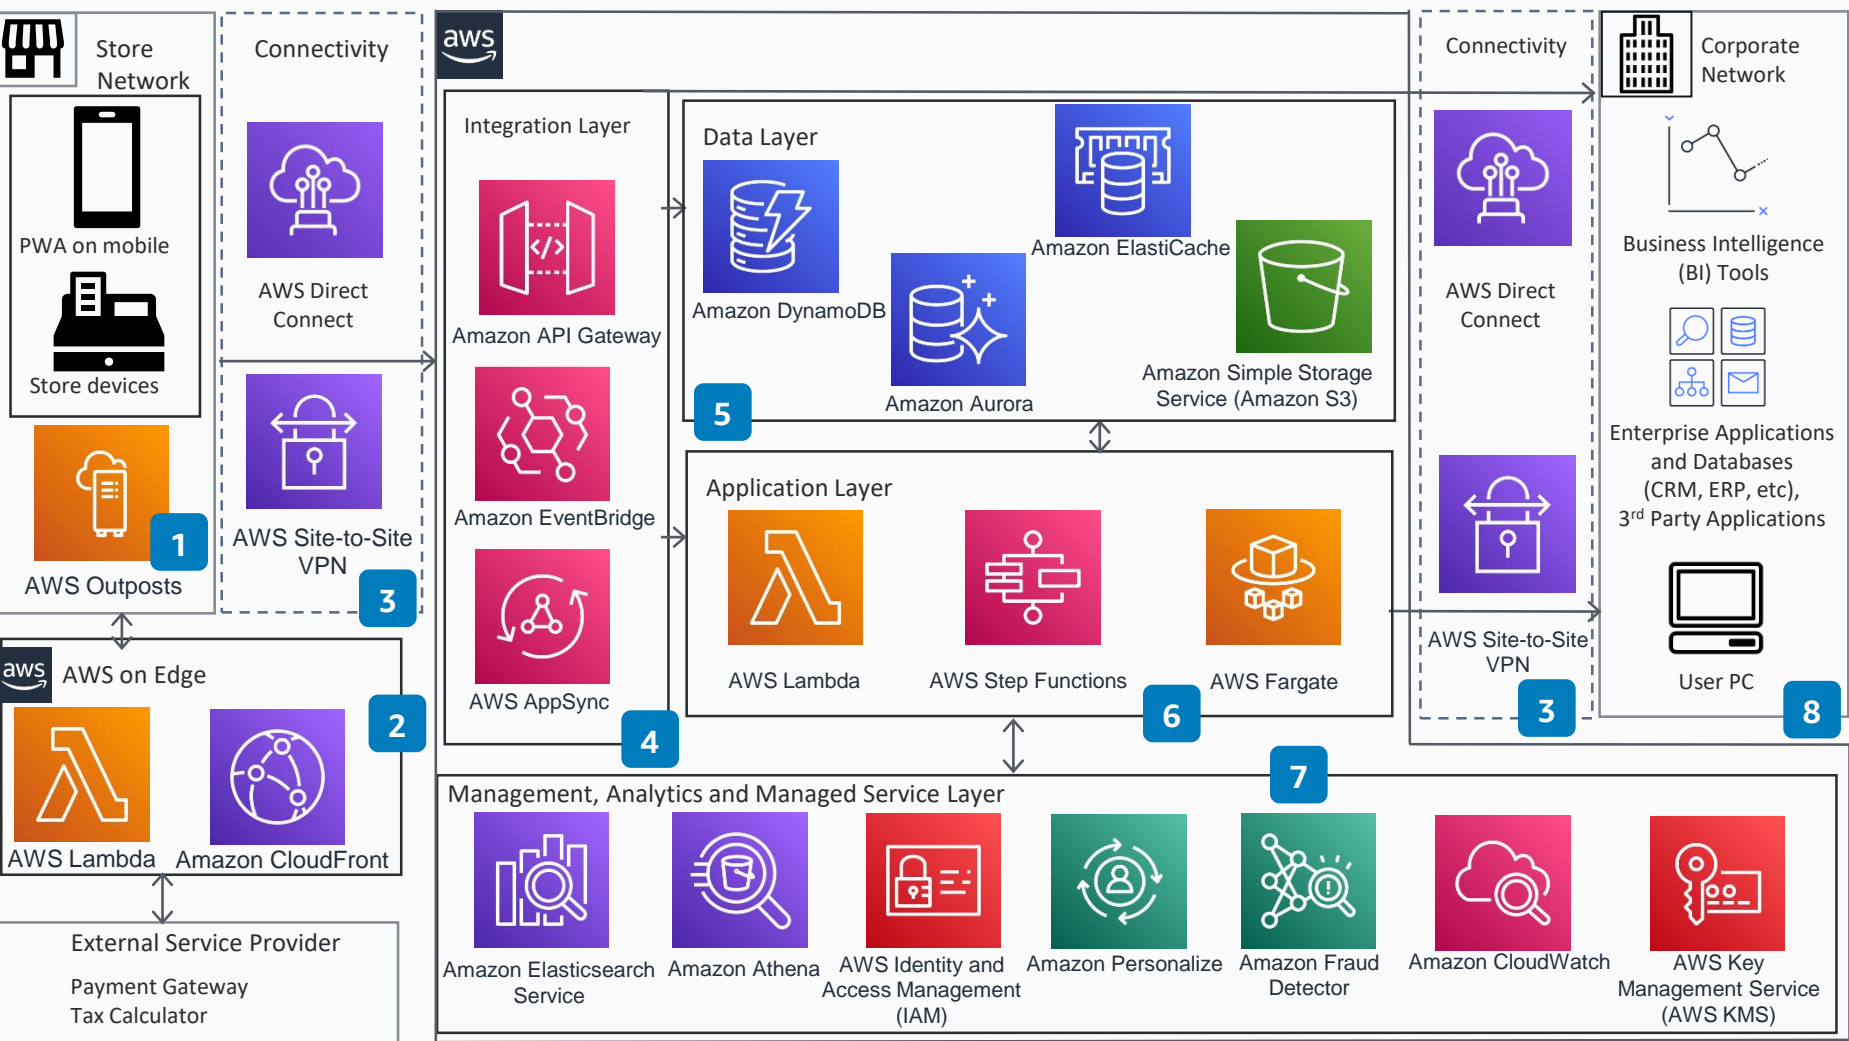 Store
Network
PWA on mobile
Store devices
1
AWS Outposts
Connectivity
AWS Direct
Connect
AWS Site-to-Site
VPN
3
aws
AWS on Edge
2
AWS Lambda
Amazon CloudFront
External Service Provider
Payment Gateway
Tax Calculator
aws
Integration Layer
</>
Amazon API Gateway
Amazon EventBridge
AWS AppSync
4
Data Layer
Amazon DynamoDB
Amazon Aurora
Amazon ElastiCache
Amazon Simple Storage
Service (Amazon S3)
5
Application Layer
AWS Lambda
AWS Step Functions
AWS Fargate
6
7
Management, Analytics and Managed Service Layer
Amazon Elasticsearch
Service
Amazon Athena
AWS Identity and
Access Management
(IAM)
Amazon Personalize
Amazon Fraud
Detector
Amazon CloudWatch
AWS Key
Management Service
(AWS KMS)
Connectivity
AWS Direct
Connect
AWS Site-to-Site
VPN
3
Corporate
Network
Business Intelligence
(BI) Tools
Enterprise Applications
and Databases
(CRM, ERP, etc),
3rd Party Applications
User PC
8